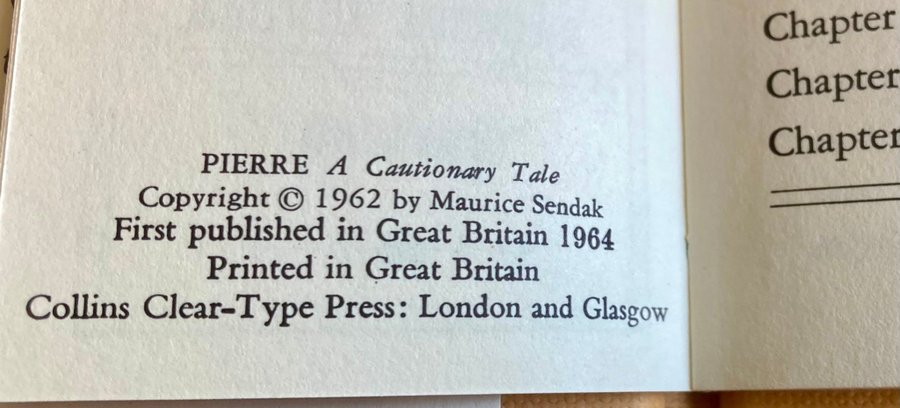 PIERRE A Cautionary Tale
Copyright © 1962 by Maurice Sendak
First published in Great Britain 1964
Printed in Great Britain
Collins Clear-Type Press: London and Glasgow
Chapter
Chapter
Chapter